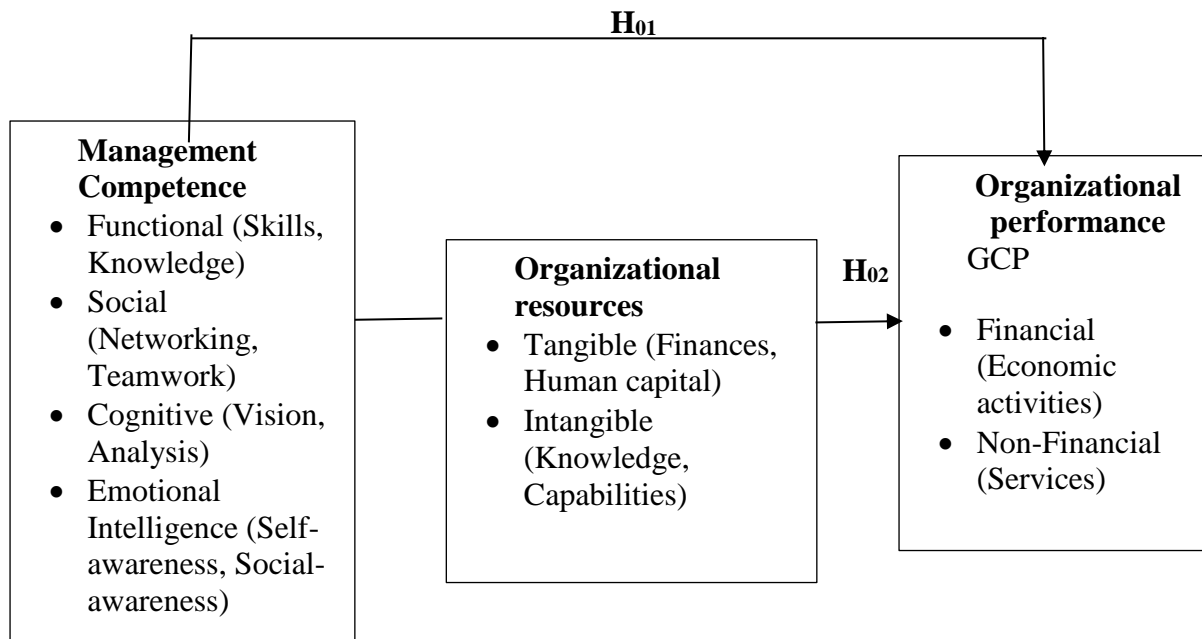 H01
Management
Competence
• Functional (Skills,
Knowledge)
• Social
(Networking,
Teamwork)
• Cognitive (Vision,
Analysis)
• Emotional
Intelligence (Self-
awareness, Social-
awareness)
Organizational
resources
• Tangible (Finances,
Human capital)
• Intangible
(Knowledge,
Capabilities)
H02
Organizational
performance
GCP
• Financial
(Economic
activities)
• Non-Financial
(Services)